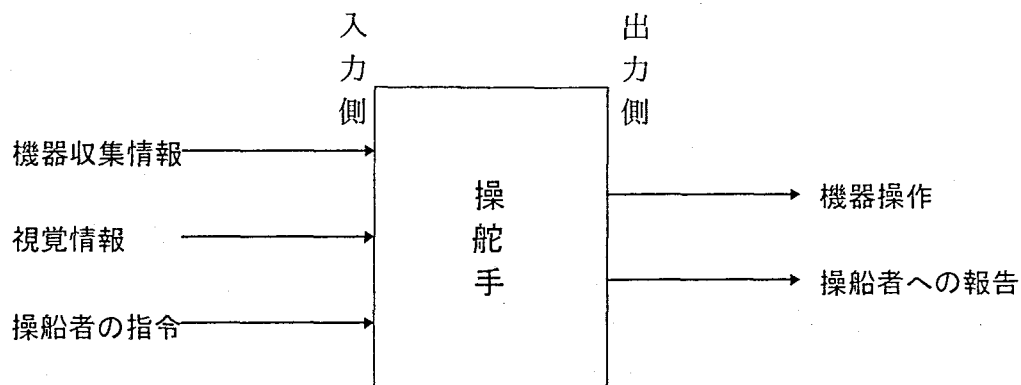 入力側
出力側
機器収集情報
視覚情報
操船者の指令
操舵手
機器操作
操船者への報告